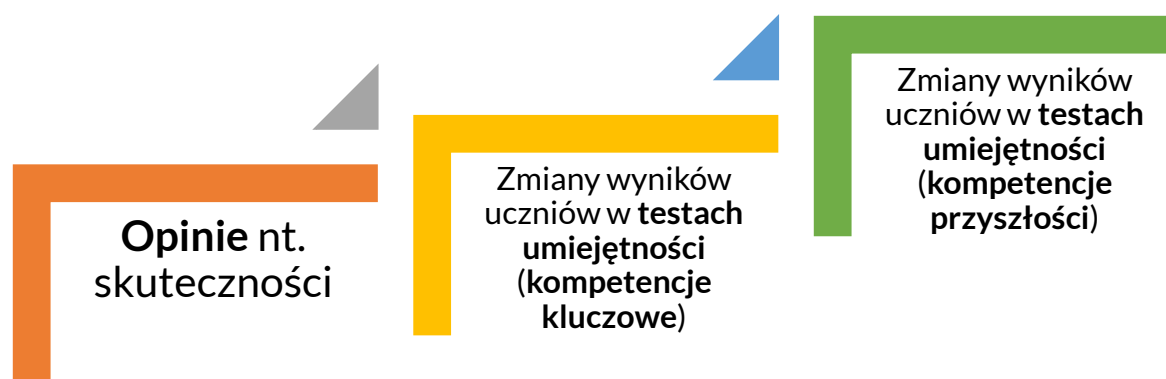 Opinie nt.
skuteczności
Zmiany wyników
uczniów w testach
umiejętności
(kompetencje
kluczowe)
Zmiany wyników
uczniów w testach
umiejętności
(kompetencje
przyszłości)